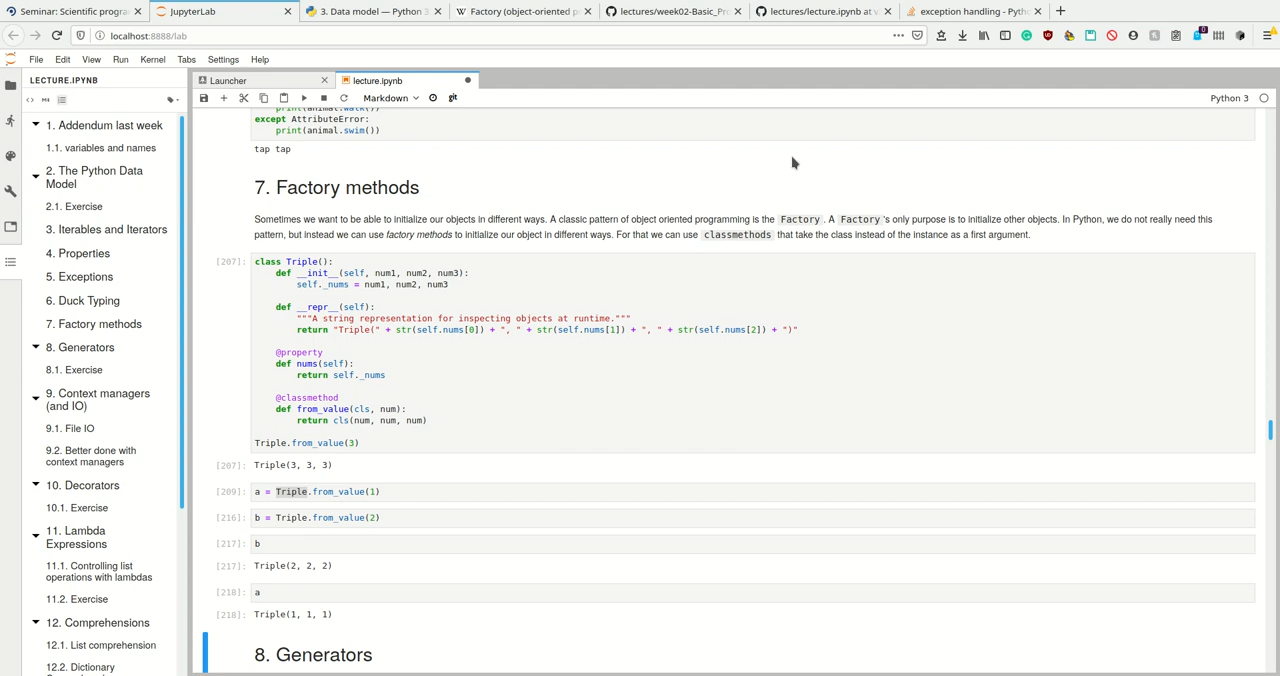 Seminar: Scientific progra
JupyterLab
3. Data model — Python 3
Factory (object-oriented p
lectures/week02-Basic_Pr
lectures/lecture.ipynb at v
exception handling - Pytho
localhost:8888/lab
File Edit View Run Kernel Tabs Settings Help
LECTURE.IPYNB
Launcher
lecture.ipynb
Markdown
git
Python 3
1. Addendum last week
1.1. variables and names
2. The Python Data
Model
2.1. Exercise
3. Iterables and Iterators
4. Properties
5. Exceptions
6. Duck Typing
7. Factory methods
8. Generators
8.1. Exercise
9. Context managers
(and IO)
9.1. File IO
9.2. Better done with
context managers
10. Decorators
10.1. Exercise
11. Lambda
Expressions
11.1. Controlling list
operations with lambdas
11.2. Exercise
12. Comprehensions
12.1. List comprehension
12.2. Dictionary
print(animal.walk())
except AttributeError:
print(animal.swim())
tap tap
7. Factory methods
Sometimes we want to be able to initialize our objects in different ways. A classic pattern of object oriented programming is the Factory. A Factory's only purpose is to initialize other objects. In Python, we do not really need this
pattern, but instead we can use factory methods to initialize our object in different ways. For that we can use classmethods that take the class instead of the instance as a first argument.
[207]: class Triple():
def __init__(self, num1, num2, num3):
self._nums = num1, num2, num3
def __repr__(self):
"""A string representation for inspecting objects at runtime."""
return "Triple(" + str(self.nums[0]) + ", " + str(self.nums[1]) + ", " + str(self.nums[2]) + ")"
@property
def nums(self):
return self._nums
@classmethod
def from_value(cls, num):
return cls(num, num, num)
Triple.from_value(3)
[207]: Triple(3, 3, 3)
[209]: a = Triple.from_value(1)
[216]: b = Triple.from_value(2)
[217]: b
[217]: Triple(2, 2, 2)
[218]: a
[218]: Triple(1, 1, 1)
8. Generators